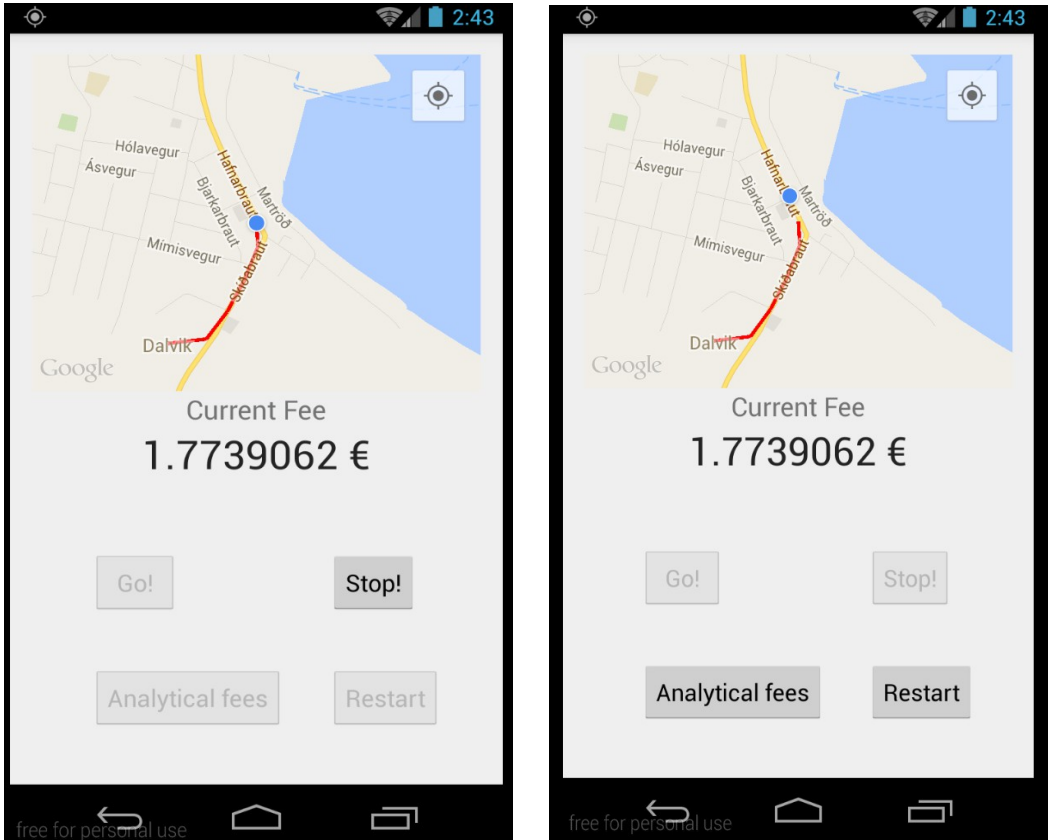 2:43
Hólavegur
Ásvegur
Hafnarbraut
Bjarkarbraut
Martröð
Mímisvegur
Skíðabraut
Dalvík
Google
Current Fee
1.7739062 €
Go!
Stop!
Analytical fees
Restart
free for personal use
2:43
Hólavegur
Ásvegur
Hafnarbraut
Bjarkarbraut
Martröð
Mímisvegur
Skíðabraut
Dalvík
Google
Current Fee
1.7739062 €
Go!
Stop!
Analytical fees
Restart
free for personal use